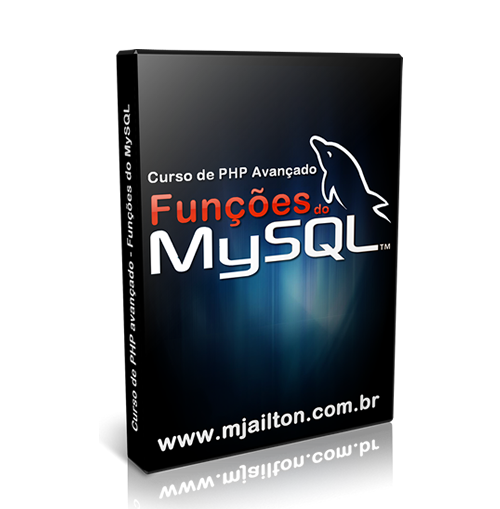 Curso de PHP Avançado
Funções do
MySQL™
www.mjailton.com.br
Curso de PHP avançado - Funções do MySQL